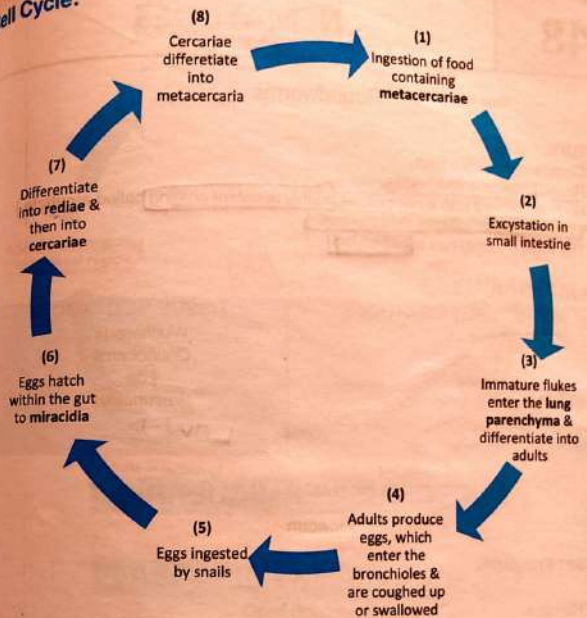 ell Cycle:
(8)
Cercariae
differetiate
into
metacercaria
(1)
Ingestion of food
containing
metacercariae
(2)
Excystation in
small intestine
(3)
Immature flukes
enter the lung
parenchyma &
differentiate into
adults
(4)
Adults produce
eggs, which
enter the
bronchioles &
are coughed up
or swallowed
(5)
Eggs ingested
by snails
(6)
Eggs hatch
within the gut
to miracidia
(7)
Differentiate
into rediae &
then into
cercariae